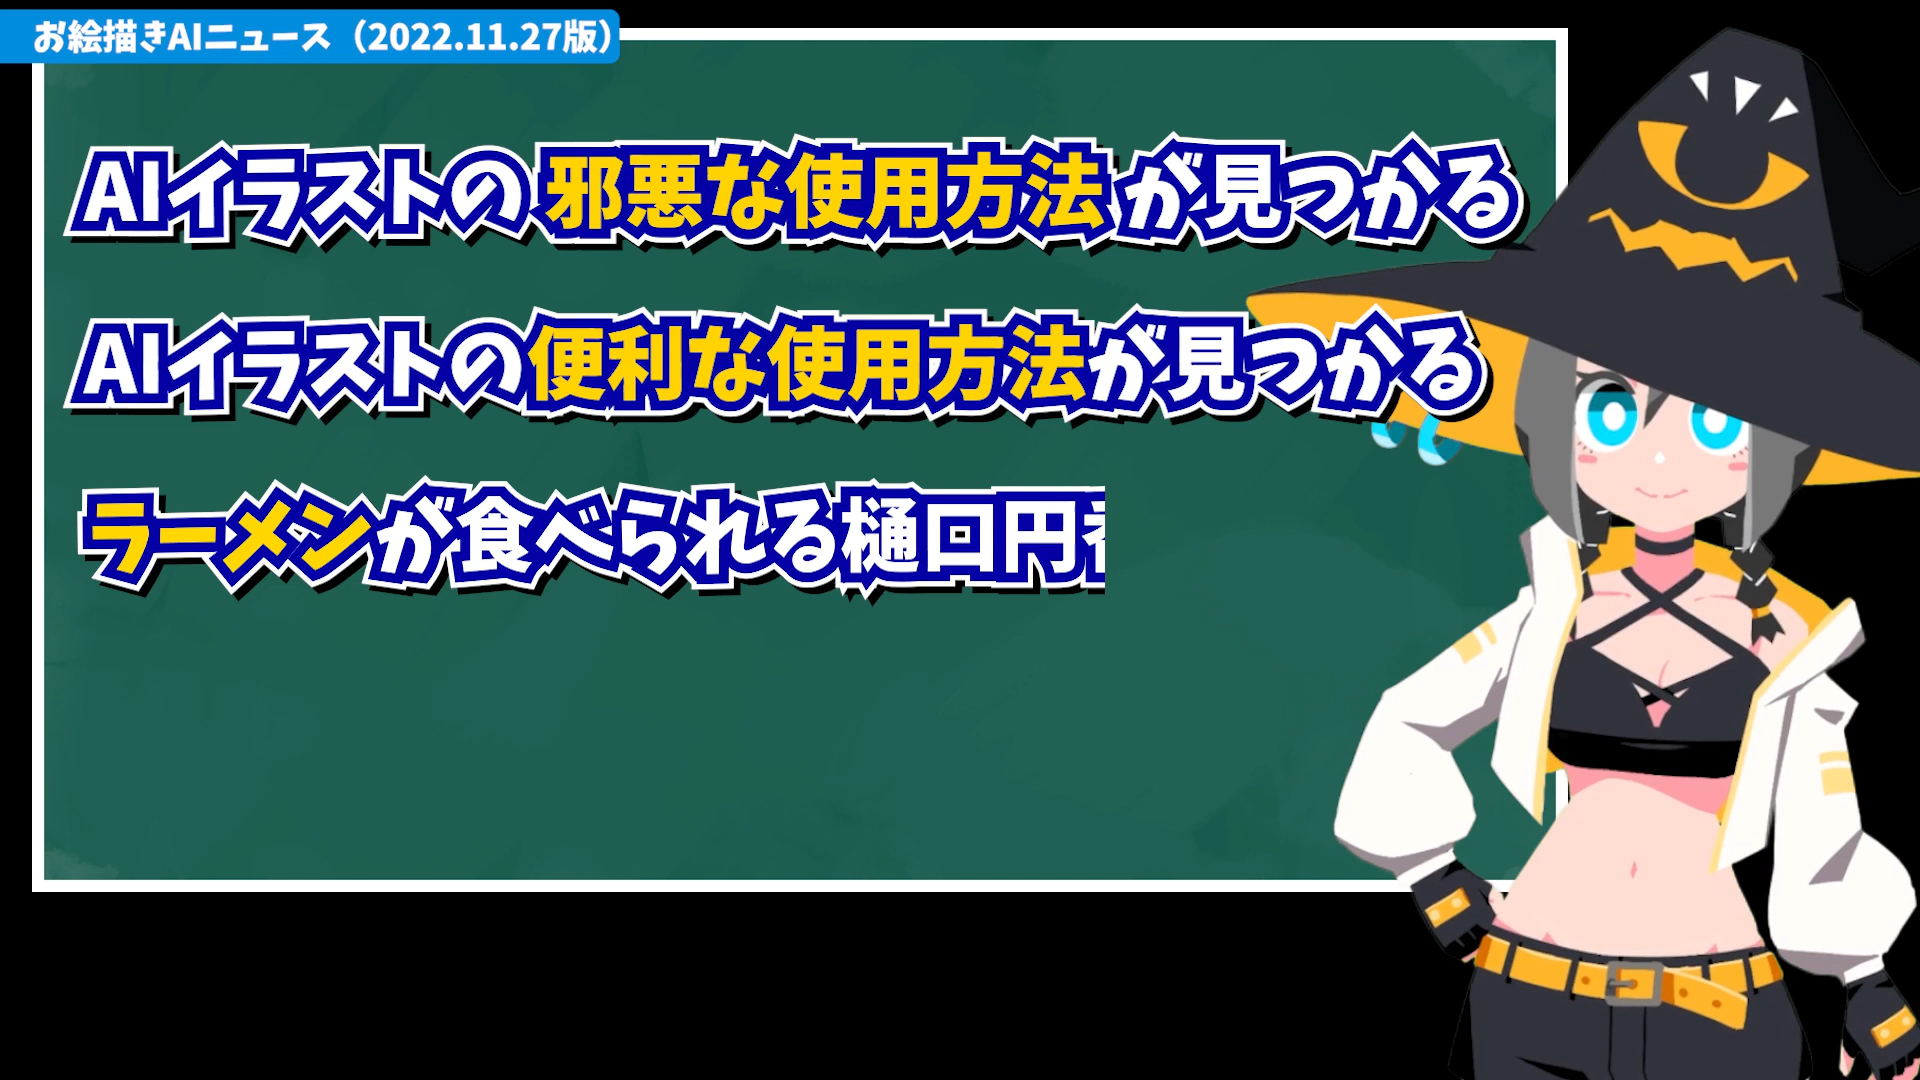 お絵描きAIニュース（2022.11.27版）
AIイラストの邪悪な使用方法が見つかる
AIイラストの便利な使用方法が見つかる
ラーメンが食べられる樋口円